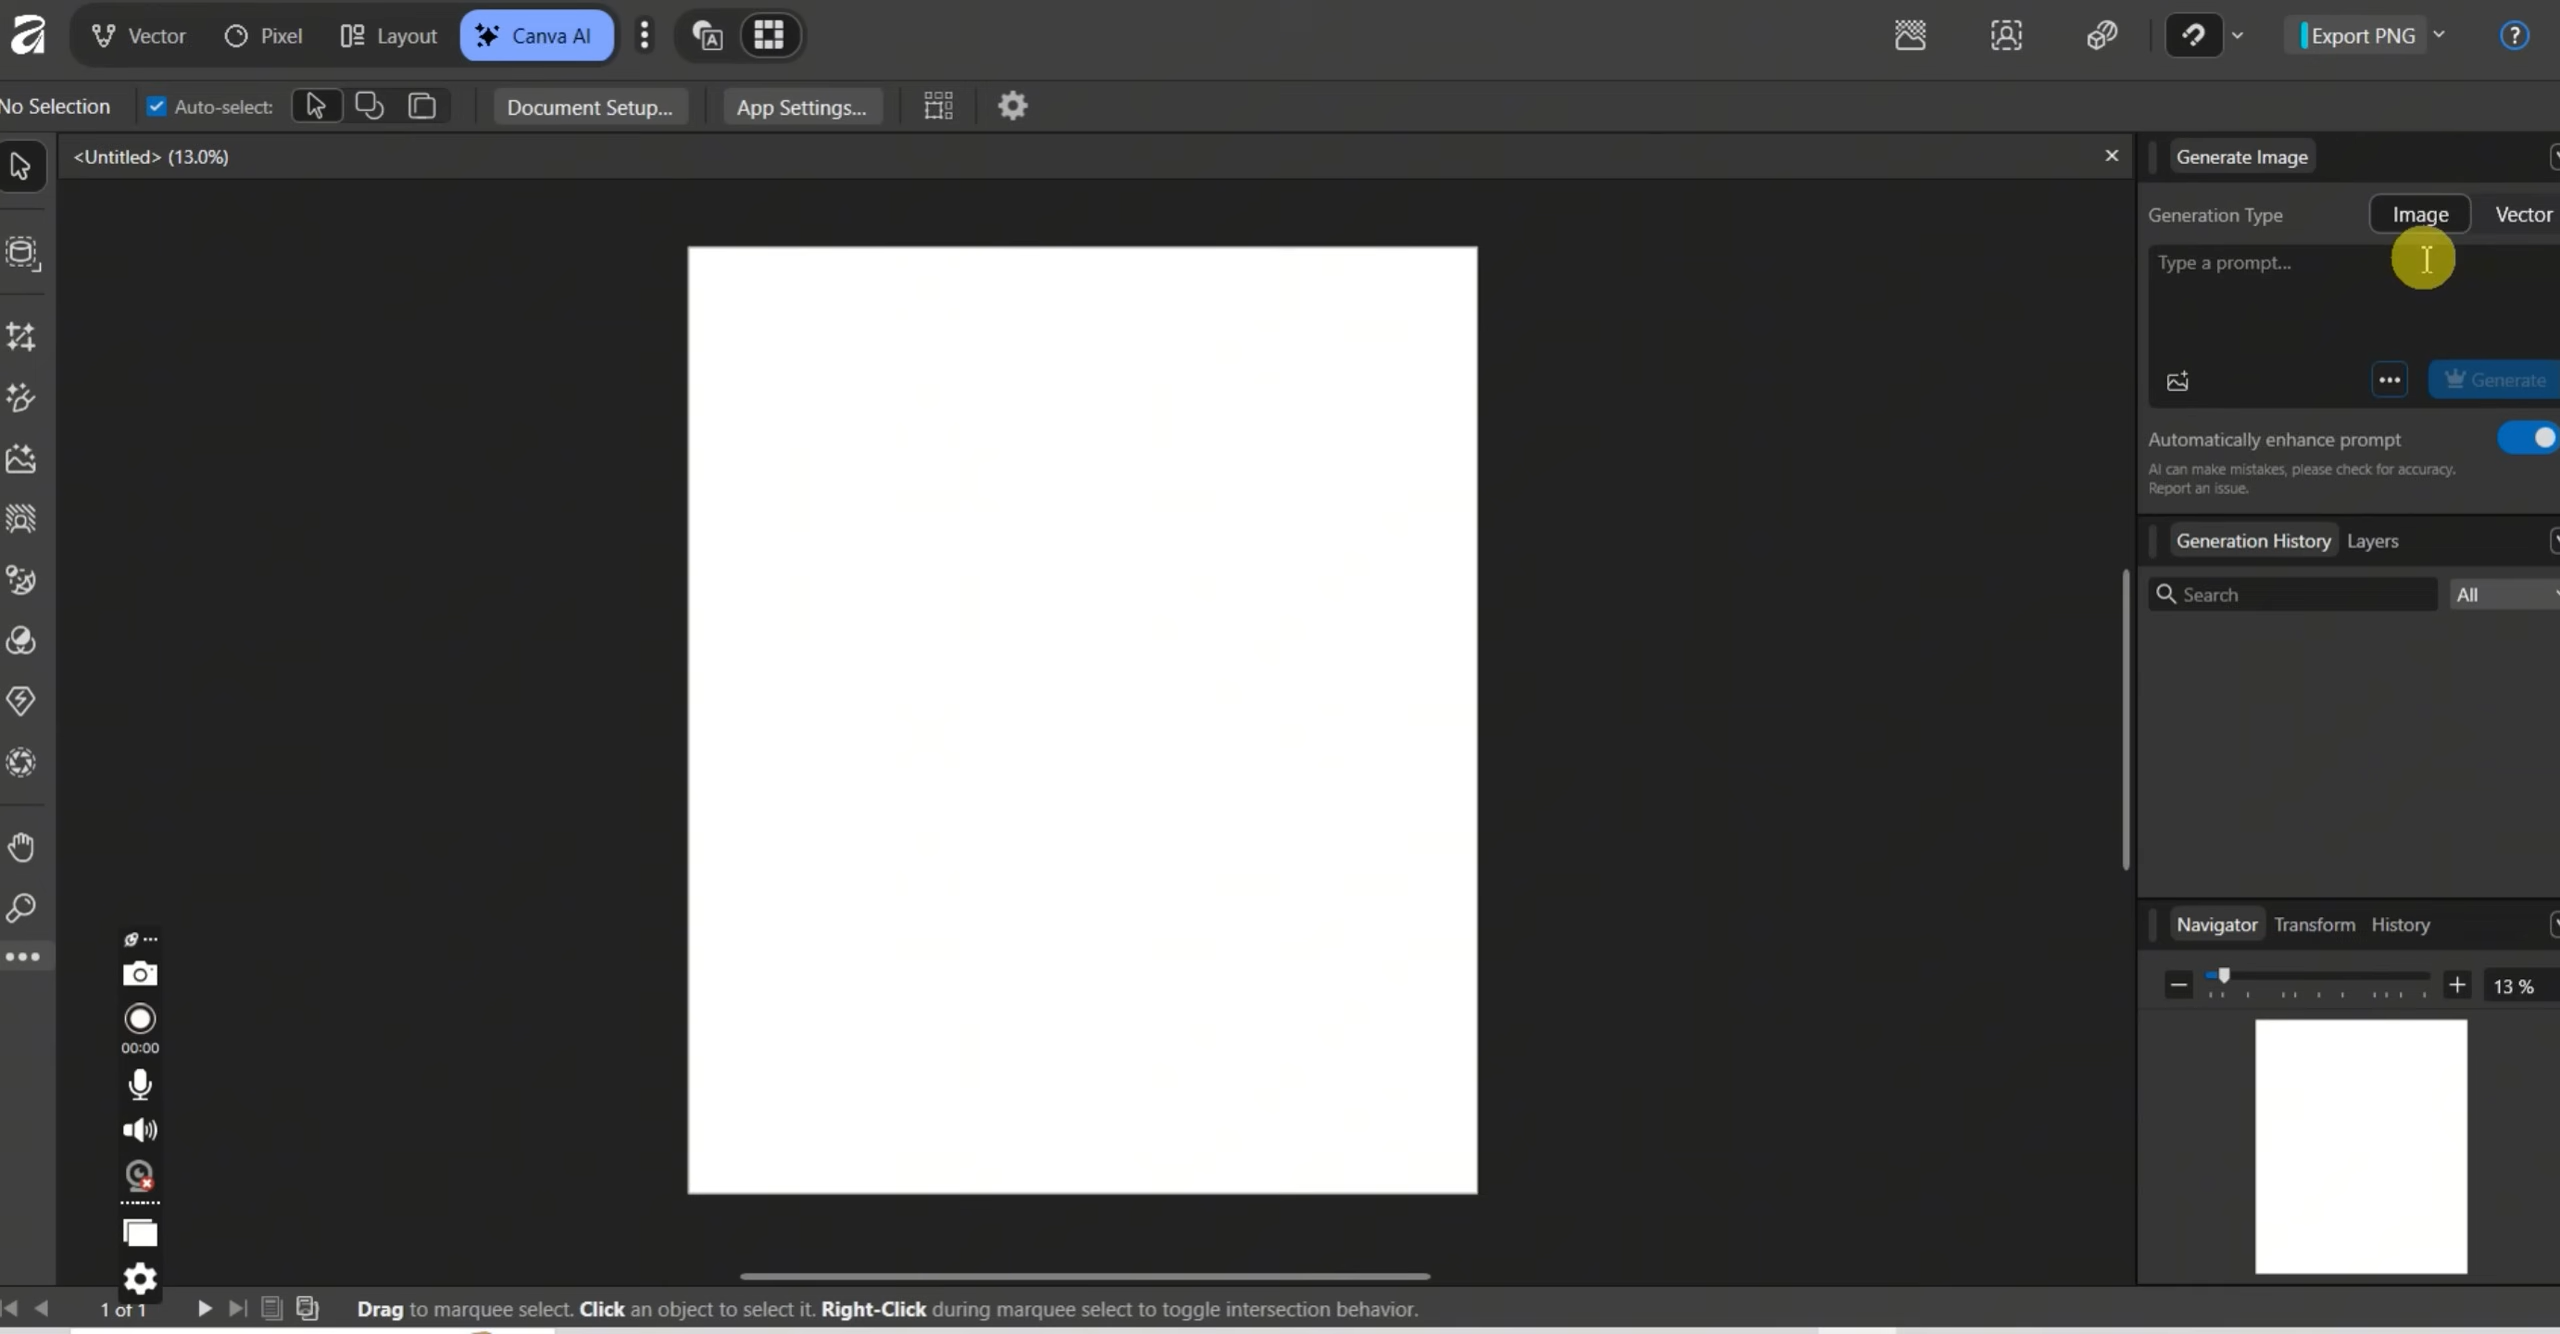 Vector Pixel Layout Canva AI Export PNG
No Selection Auto-select: Document Setup... App Settings...
<Untitled> (13.0%)
Generate Image
Generation Type Image Vector
Type a prompt...
Generate
Automatically enhance prompt
AI can make mistakes, please check for accuracy.
Report an issue.
Generation History Layers
Search All
Navigator Transform History
13 %
00:00
1 of 1 Drag to marquee select. Click an object to select it. Right-Click during marquee select to toggle intersection behavior.